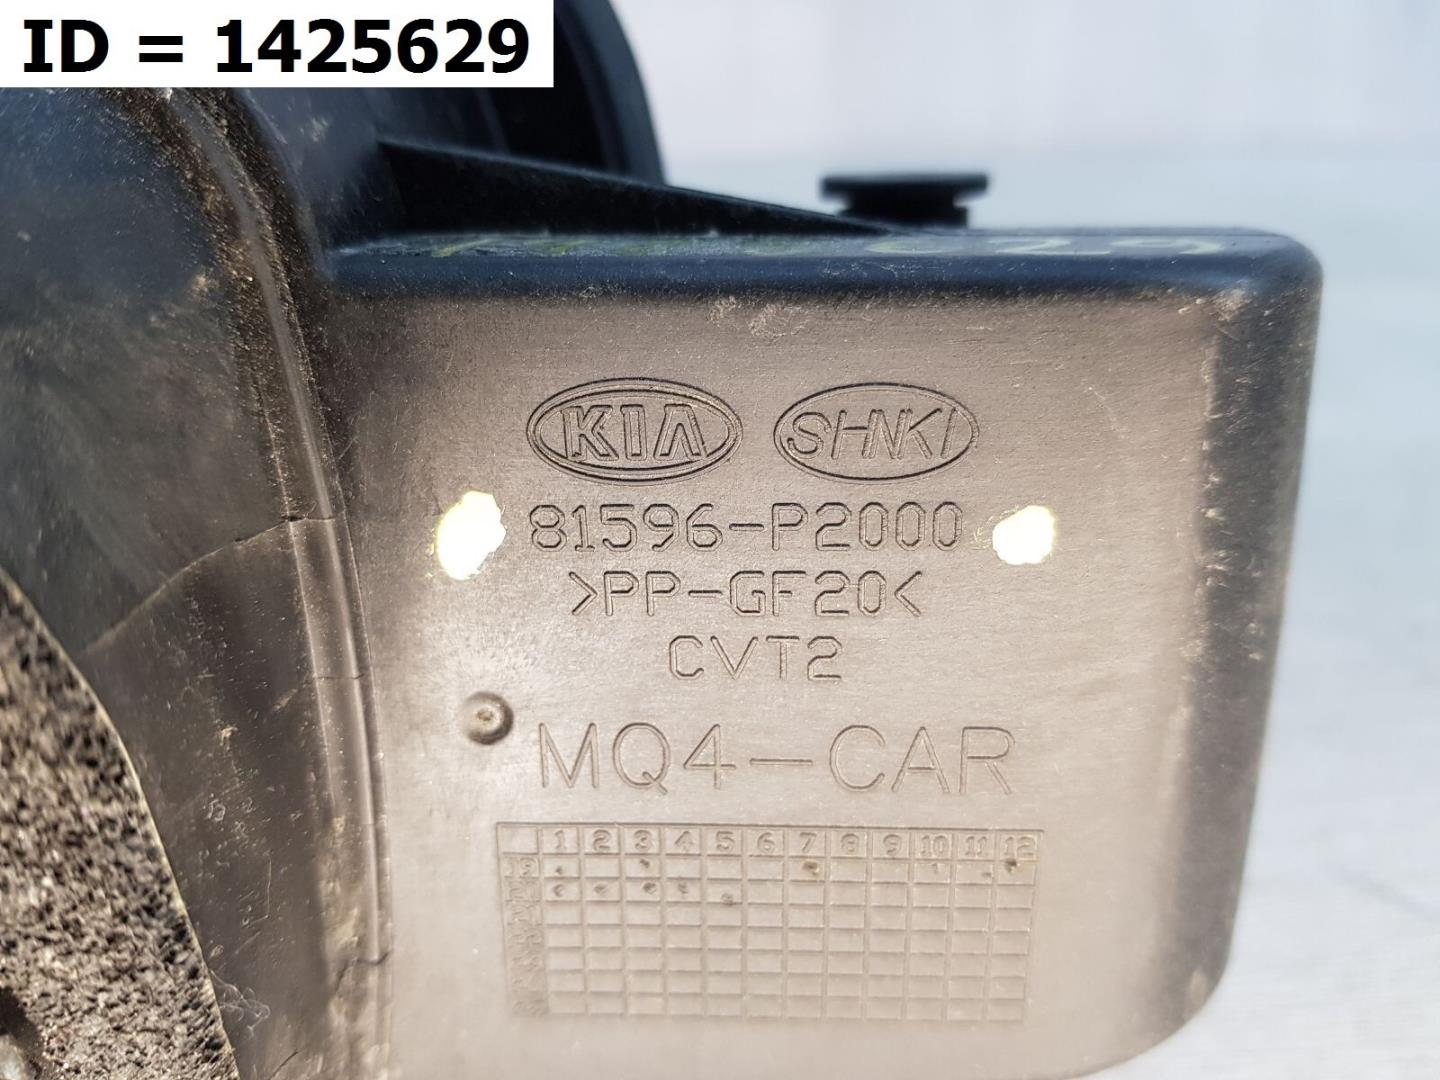 ID = 1425629
KIA SHNKI
81596-P2000
>PP-GF20<
CVT2
MQ4-CAR
1 2 3 4 5 6 7 8 9 10 11 12
19